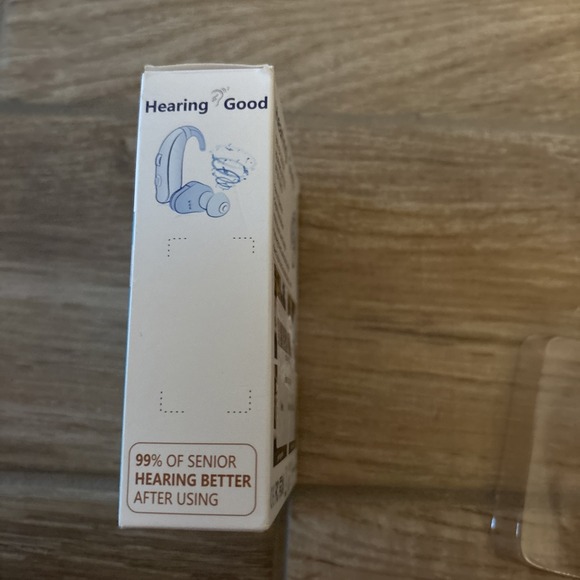 Hearing Good
99% OF SENIOR
HEARING BETTER
AFTER USING